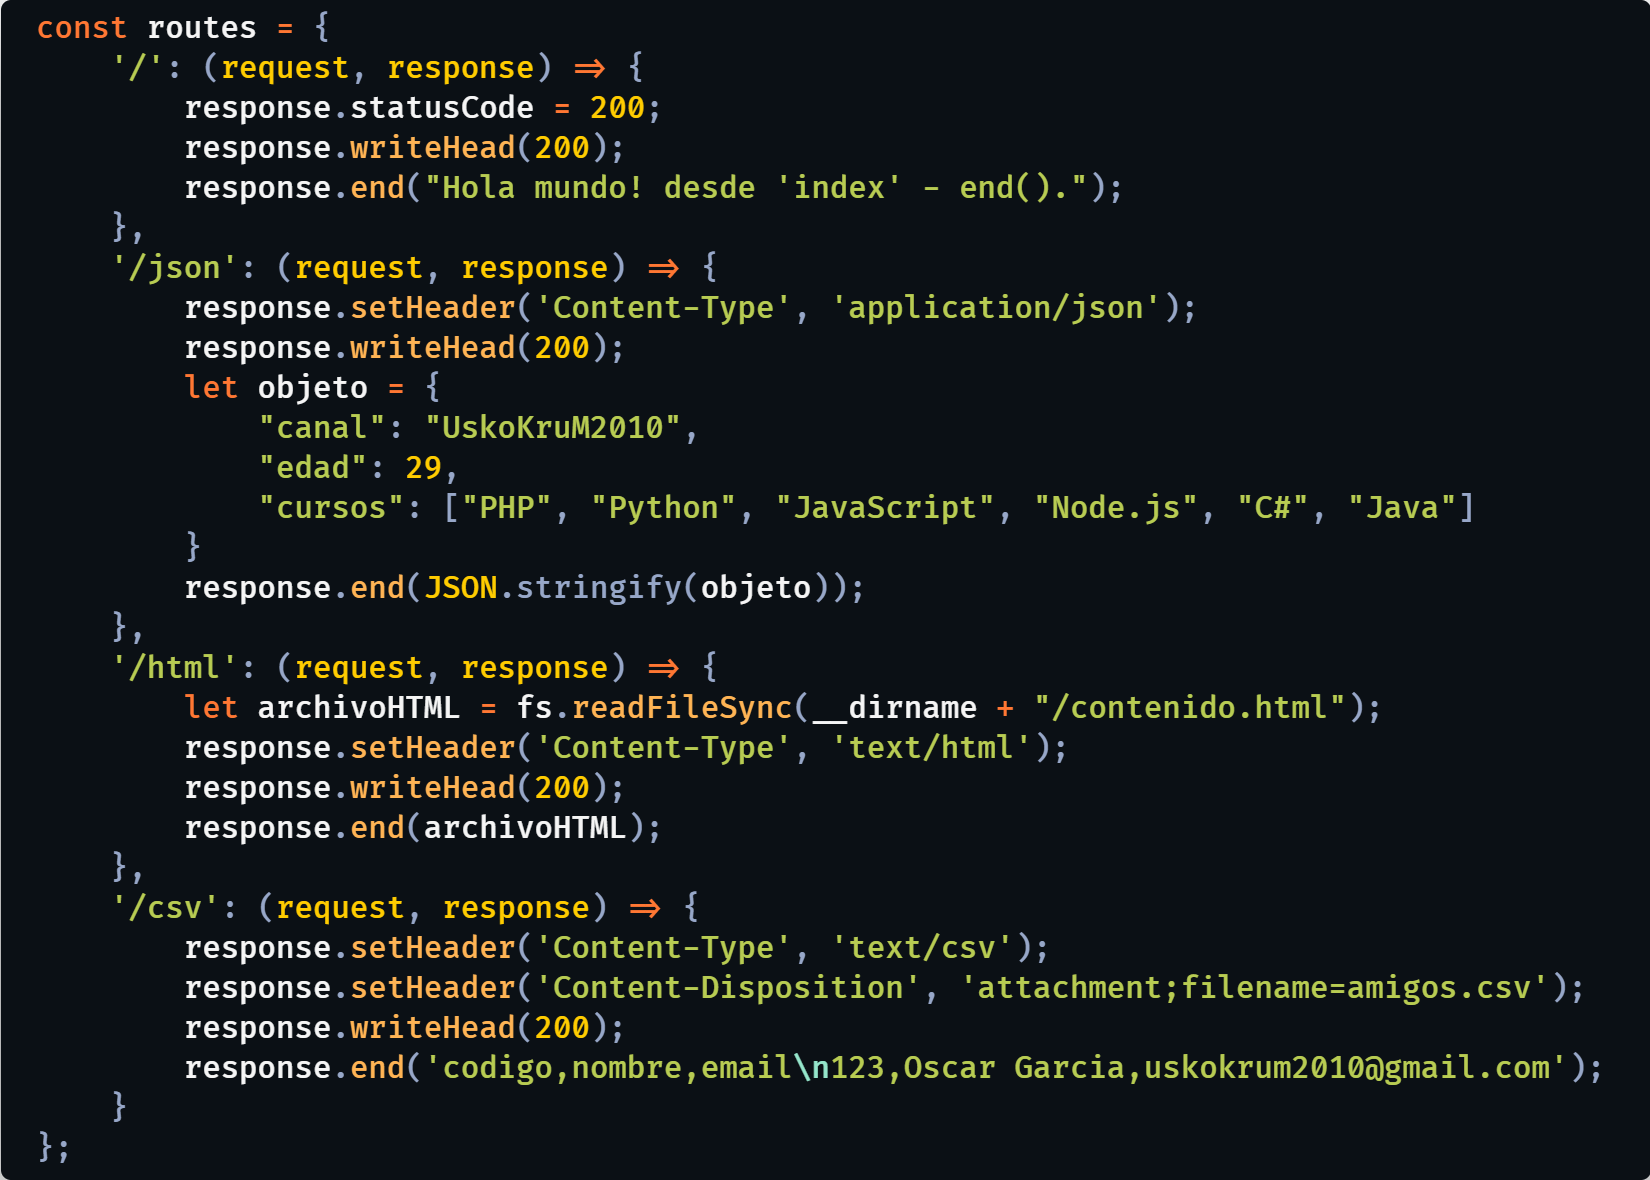 const routes = {
    '/': (request, response) => {
        response.statusCode = 200;
        response.writeHead(200);
        response.end("Hola mundo! desde 'index' - end().");
    },
    '/json': (request, response) => {
        response.setHeader('Content-Type', 'application/json');
        response.writeHead(200);
        let objeto = {
            "canal": "UskoKruM2010",
            "edad": 29,
            "cursos": ["PHP", "Python", "JavaScript", "Node.js", "C#", "Java"]
        }
        response.end(JSON.stringify(objeto));
    },
    '/html': (request, response) => {
        let archivoHTML = fs.readFileSync(__dirname + "/contenido.html");
        response.setHeader('Content-Type', 'text/html');
        response.writeHead(200);
        response.end(archivoHTML);
    },
    '/csv': (request, response) => {
        response.setHeader('Content-Type', 'text/csv');
        response.setHeader('Content-Disposition', 'attachment;filename=amigos.csv');
        response.writeHead(200);
        response.end('codigo,nombre,email\n123,Oscar Garcia,uskokrum2010@gmail.com');
    }
};